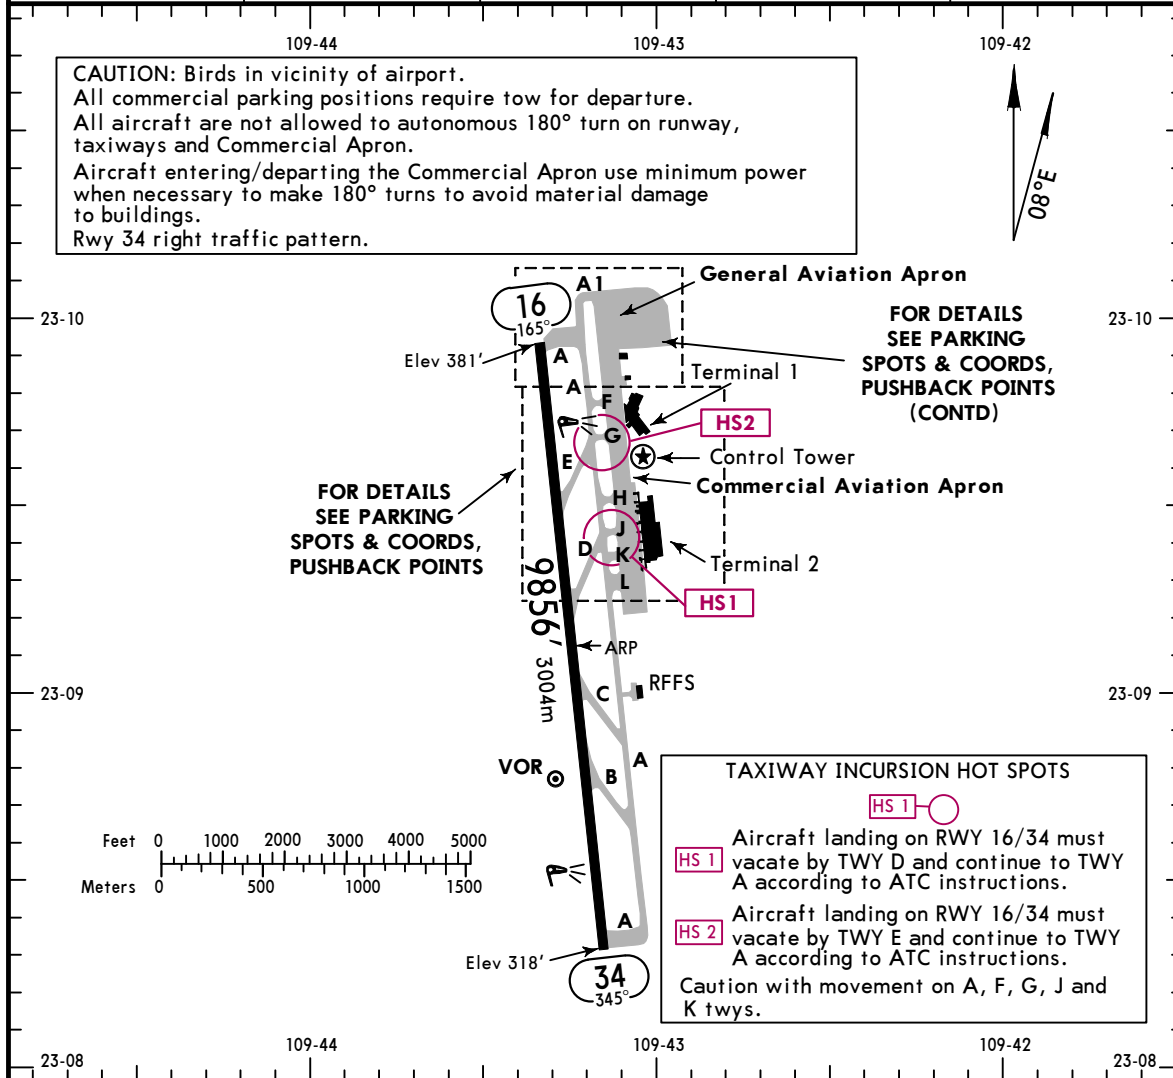 109-44
109-43
109-42
CAUTION: Birds in vicinity of airport.
All commercial parking positions require tow for departure.
All aircraft are not allowed to autonomous 180° turn on runway,
taxiways and Commercial Apron.
Aircraft entering/departing the Commercial Apron use minimum power
when necessary to make 180° turns to avoid material damage
to buildings.
Rwy 34 right traffic pattern.
08°E
A1
General Aviation Apron
16
165°
23-10
23-10
FOR DETAILS
SEE PARKING
SPOTS & COORDS,
PUSHBACK POINTS
(CONTD)
Elev 381'
A
Terminal 1
A
F
HS2
G
E
Control Tower
Commercial Aviation Apron
FOR DETAILS
SEE PARKING
SPOTS & COORDS,
PUSHBACK POINTS
H
J
D
K
Terminal 2
L
HS1
9856'
3004m
ARP
23-09
C
RFFS
23-09
A
VOR
B
TAXIWAY INCURSION HOT SPOTS
HS 1
HS 1
Aircraft landing on RWY 16/34 must
vacate by TWY D and continue to TWY
A according to ATC instructions.
HS 2
Aircraft landing on RWY 16/34 must
vacate by TWY E and continue to TWY
A according to ATC instructions.
Caution with movement on A, F, G, J and
K twys.
Feet 0 1000 2000 3000 4000 5000
Meters 0 500 1000 1500
A
Elev 318'
34
345°
109-44
109-43
109-42
23-08
23-08